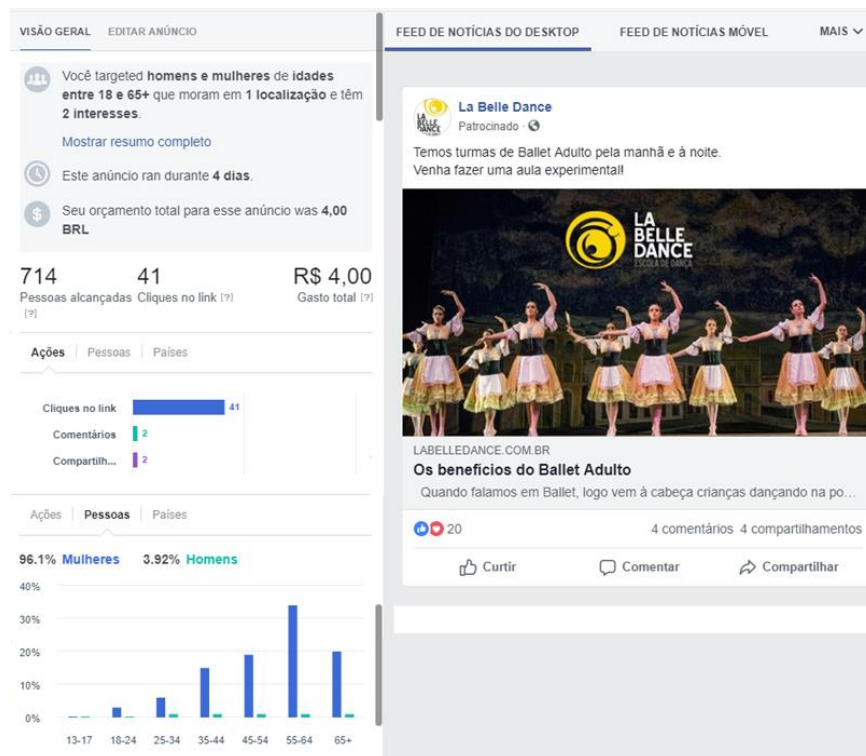 VISÃO GERAL EDITAR ANÚNCIO
Você targeted homens e mulheres de idades
entre 18 e 65+ que moram em 1 localização e têm
2 interesses.
Mostrar resumo completo
Este anúncio ran durante 4 dias.
Seu orçamento total para esse anúncio was 4,00
BRL
714 41 R$ 4,00
Pessoas alcançadas Cliques no link [?] Gasto total [?]
[?]
Ações Pessoas Países
Cliques no link 41
Comentários 2
Compartilh... 2
Ações Pessoas Países
96.1% Mulheres 3.92% Homens
40%
30%
20%
10%
0%
13-17 18-24 25-34 35-44 45-54 55-64 65+
FEED DE NOTÍCIAS DO DESKTOP FEED DE NOTÍCIAS MÓVEL MAIS
LA
BELLE
DANCE
La Belle Dance
Patrocinado ·
Temos turmas de Ballet Adulto pela manhã e à noite.
Venha fazer uma aula experimental!
LA
BELLE
DANCE
ESCOLA DE DANÇA
LABELLEDANCE.COM.BR
Os benefícios do Ballet Adulto
Quando falamos em Ballet, logo vem à cabeça crianças dançando na po...
20 4 comentários 4 compartilhamentos
Curtir Comentar Compartilhar